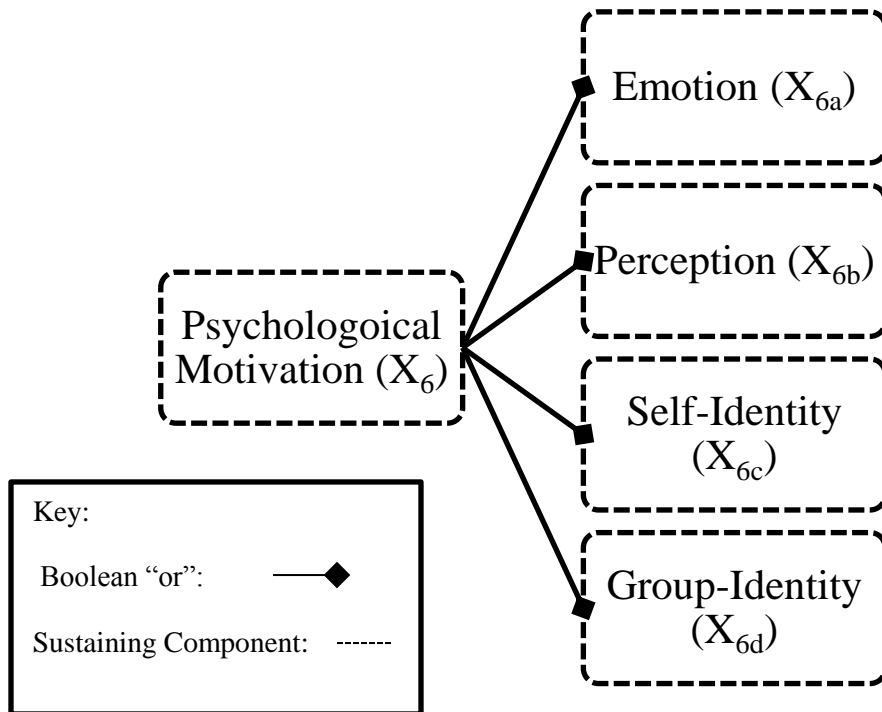 Emotion (X6a)
Perception (X6b)
Psychologoical
Motivation (X6)
Self-Identity
(X6c)
Group-Identity
(X6d)
Key:
Boolean “or”:
Sustaining Component: